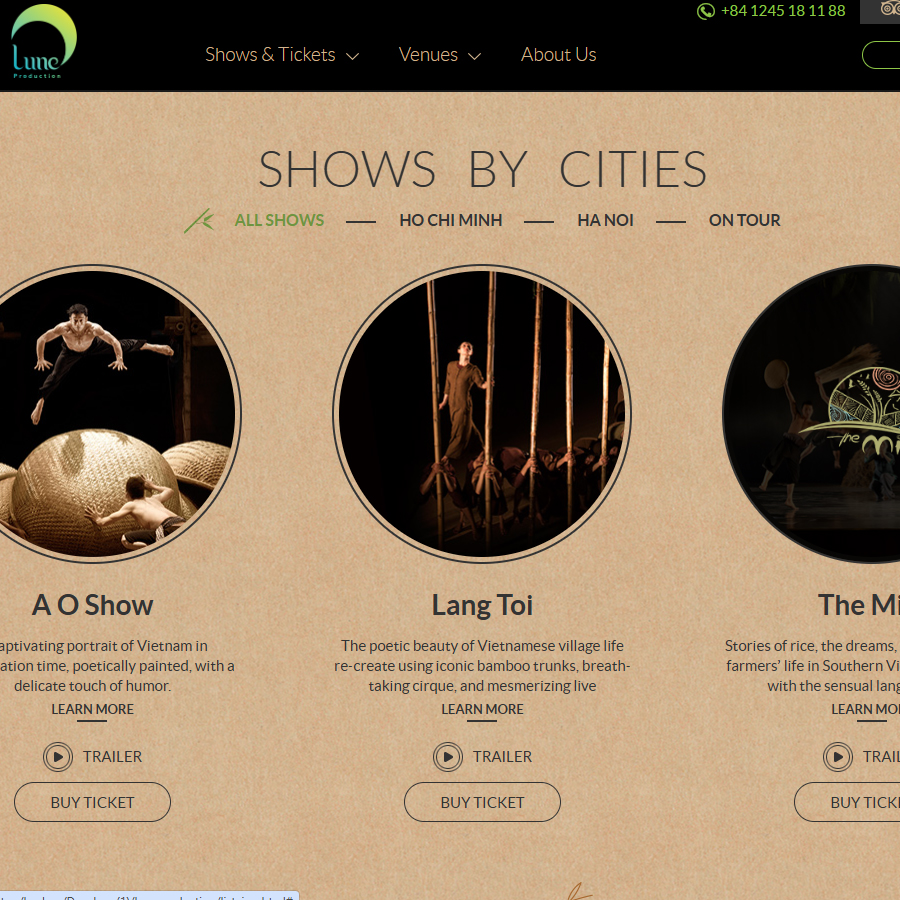 Lune
Production
+84 1245 18 11 88
Shows & Tickets
Venues
About Us
SHOWS BY CITIES
ALL SHOWS
HO CHI MINH
HA NOI
ON TOUR
The
A O Show
Lang Toi
The Mi
aptivating portrait of Vietnam in
ation time, poetically painted, with a
delicate touch of humor.
LEARN MORE
TRAILER
BUY TICKET
The poetic beauty of Vietnamese village life
re-create using iconic bamboo trunks, breath-
taking cirque, and mesmerizing live
LEARN MORE
TRAILER
BUY TICKET
Stories of rice, the dreams,
farmers’ life in Southern Vi
with the sensual lang
LEARN MO
TRAIL
BUY TICK